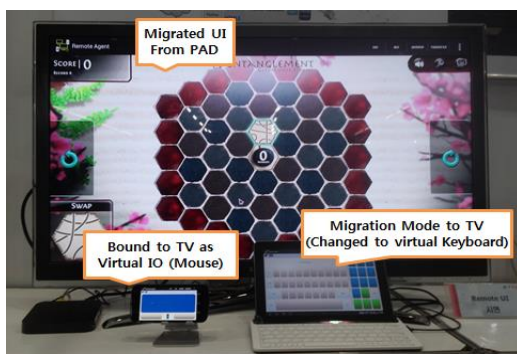 Remote Agent
Migrated UI
From PAD
SCORE | 0
ENTANGLEMENT
0
SWAP
Bound to TV as
Virtual IO (Mouse)
Migration Mode to TV
(Changed to virtual Keyboard)
Remote UI